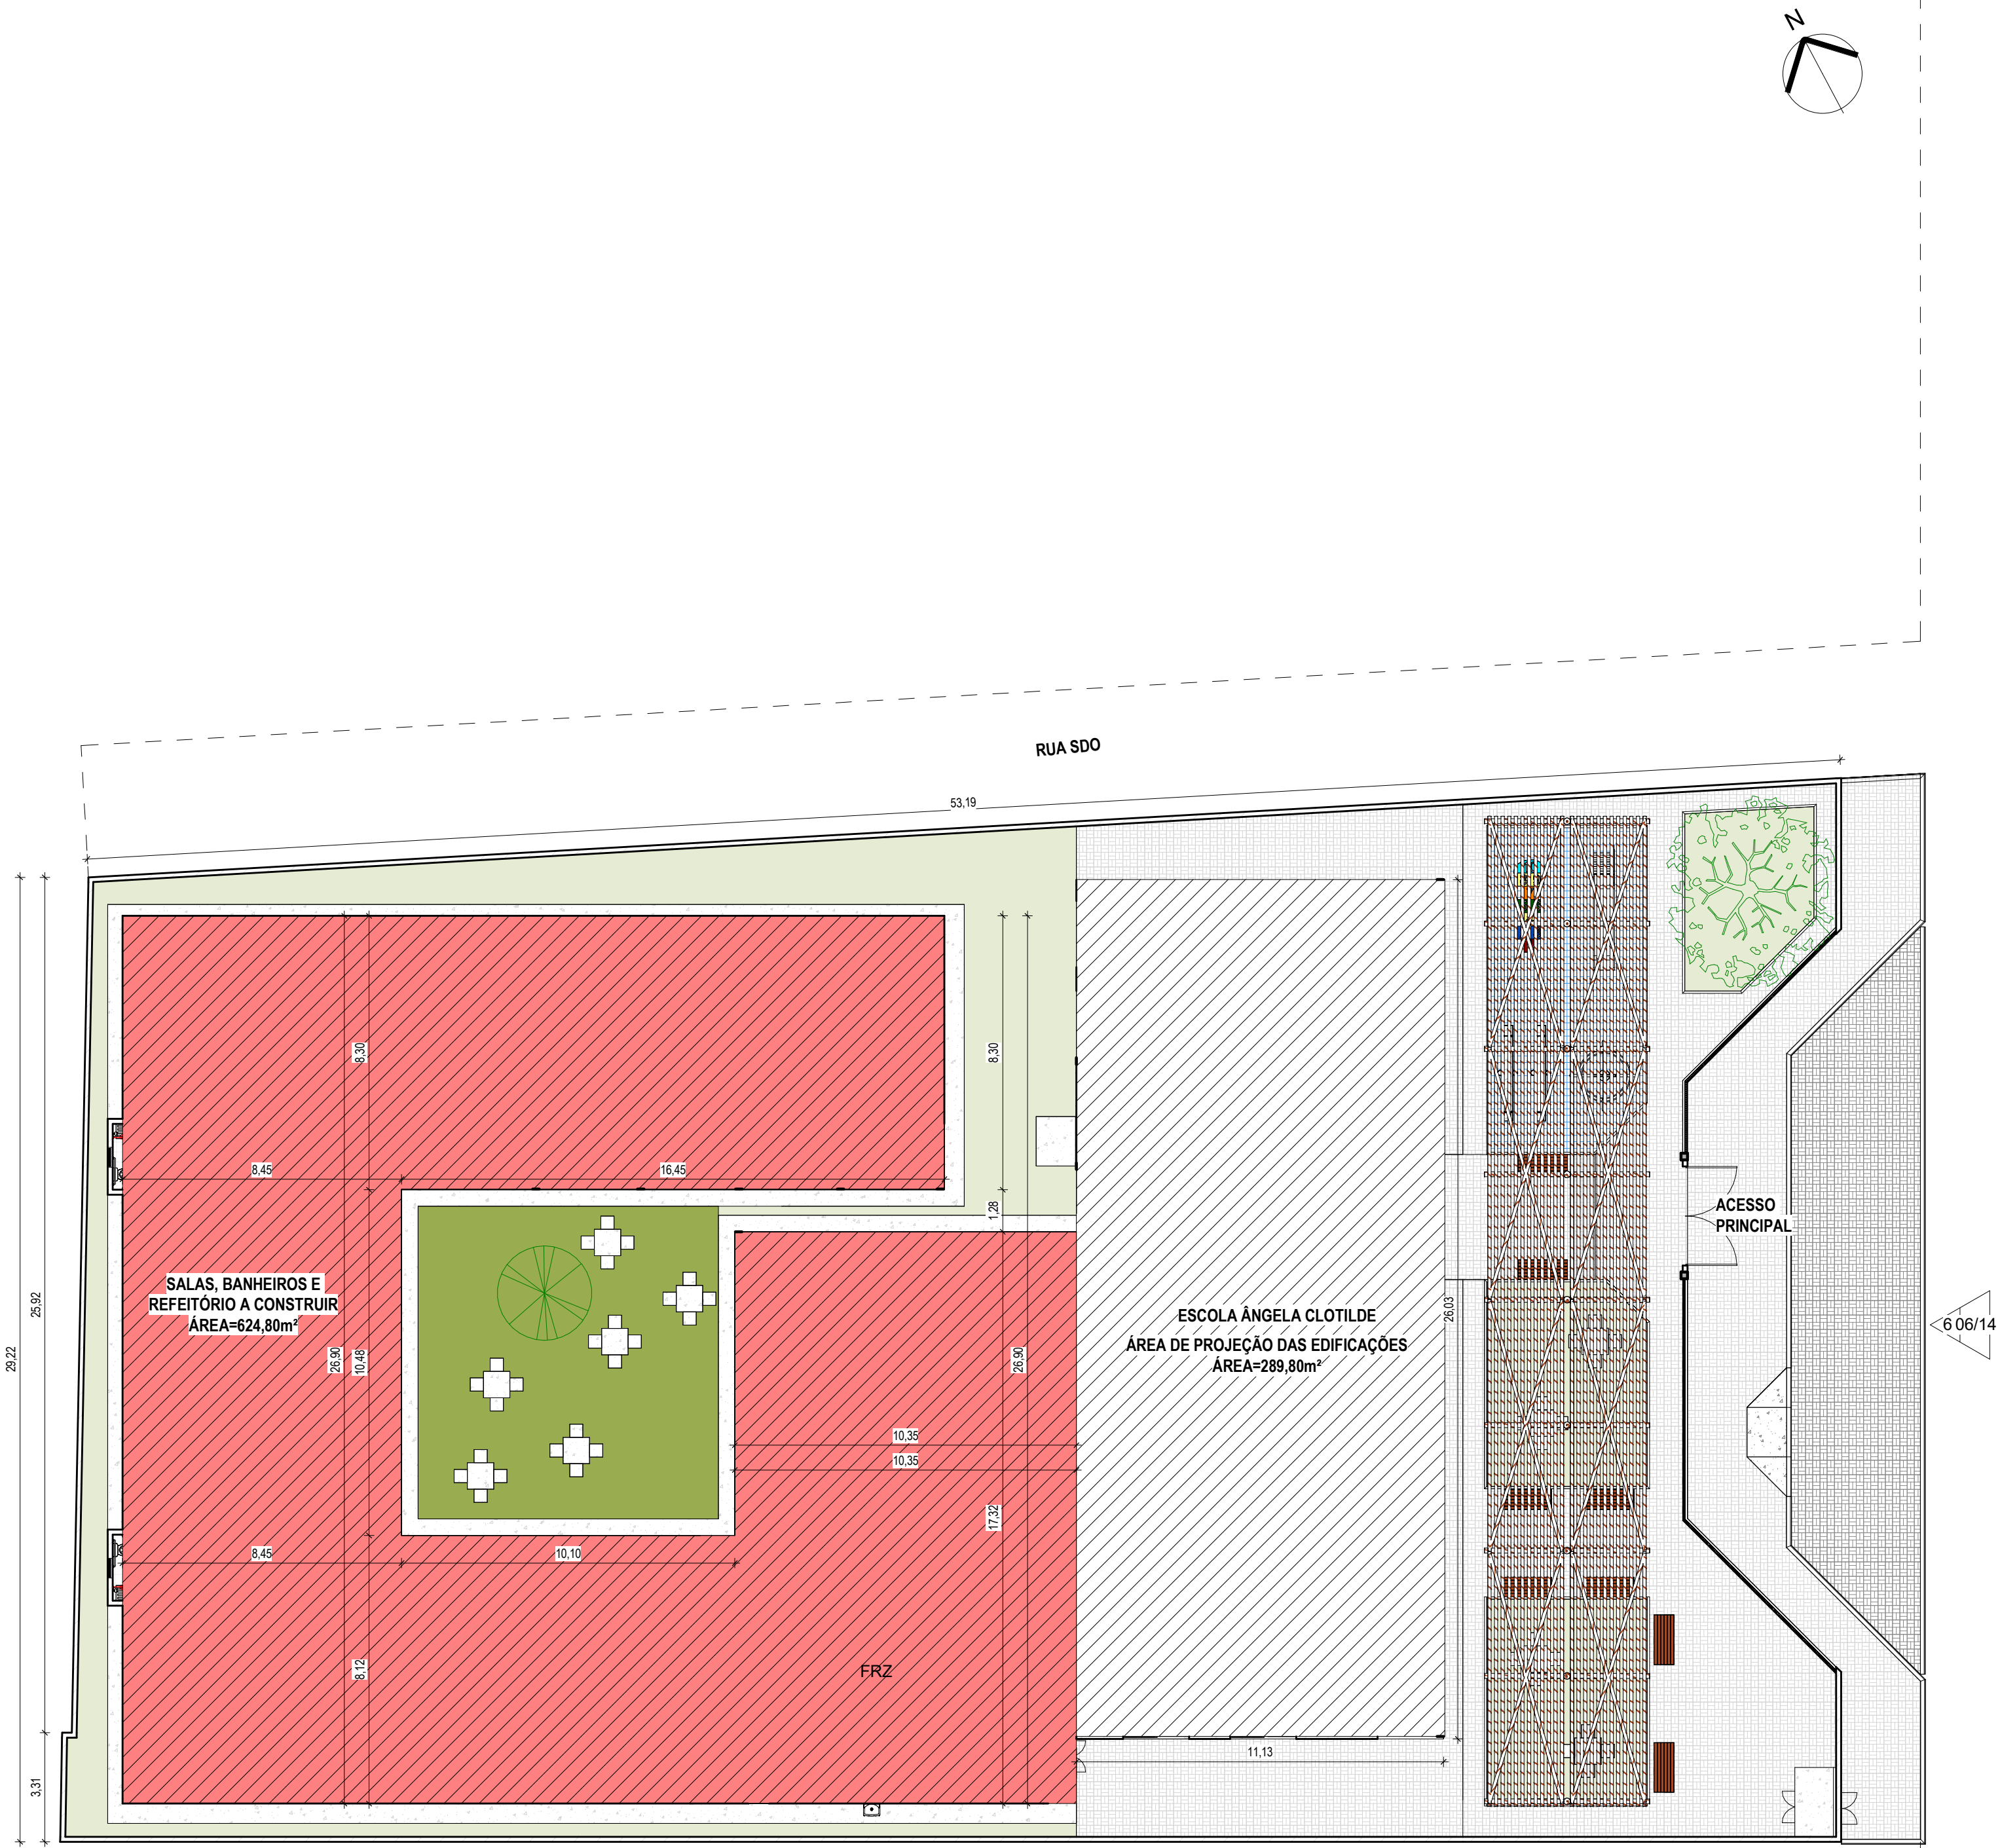 N
RUA SDO
53,19
8,30
8,30
8,45
16,45
1,28
ACESSO
PRINCIPAL
SALAS, BANHEIROS E
REFEITÓRIO A CONSTRUIR
ÁREA=624,80m²
25,92
29,22
26,90
10,48
26,90
26,03
ESCOLA ÂNGELA CLOTILDE
ÁREA DE PROJEÇÃO DAS EDIFICAÇÕES
ÁREA=289,80m²
6 06/14
10,35
10,35
17,32
8,45
10,10
8,12
FRZ
11,13
3,31